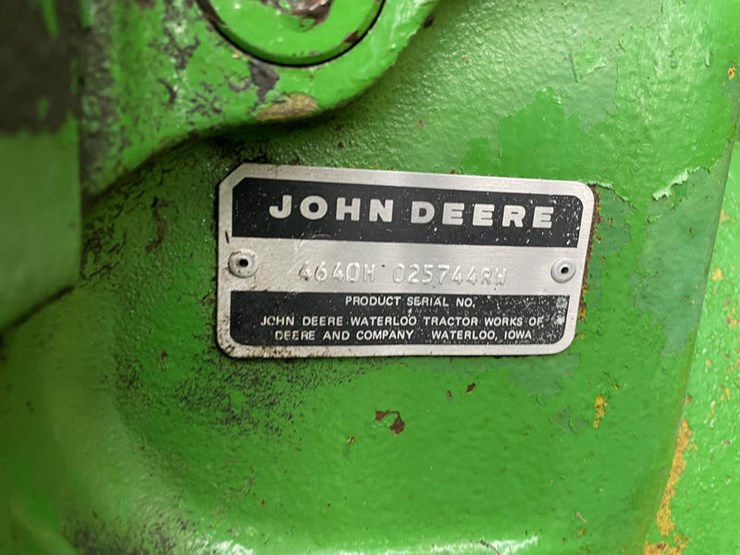 JOHN DEERE
4640H 025744RW
PRODUCT SERIAL NO.
JOHN DEERE WATERLOO TRACTOR WORKS OF
DEERE AND COMPANY WATERLOO, IOWA